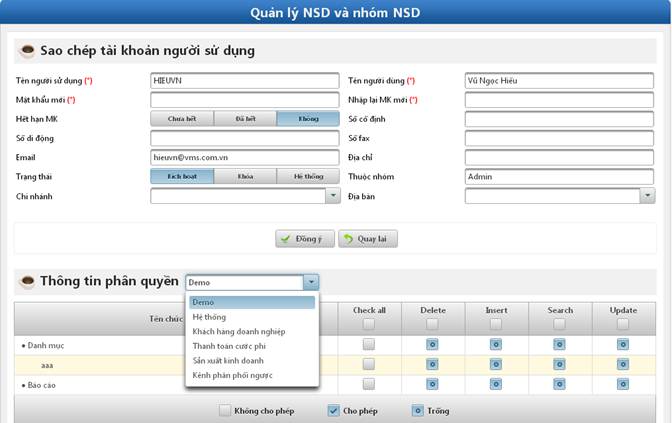 Quản lý NSD và nhóm NSD
Sao chép tài khoản người sử dụng
Tên người sử dụng (*) HIEUVN Tên người dùng (*) Vũ Ngọc Hiếu
Mật khẩu mới (*) Nhập lại MK mới (*)
Hết hạn MK Chưa hết Đã hết Không Số cố định
Số di động Số fax
Email hieuvn@vms.com.vn Địa chỉ
Trạng thái Kích hoạt Khóa Hệ thống Thuộc nhóm Admin
Chi nhánh Địa bàn
Đồng ý Quay lại
Thông tin phân quyền Demo
Demo
Hệ thống
Khách hàng doanh nghiệp
Thanh toán cước phí
Sản xuất kinh doanh
Kênh phân phối ngược
Tên chức Check all Delete Insert Search Update
• Danh mục
aaa
• Báo cáo
Không cho phép Cho phép Trống